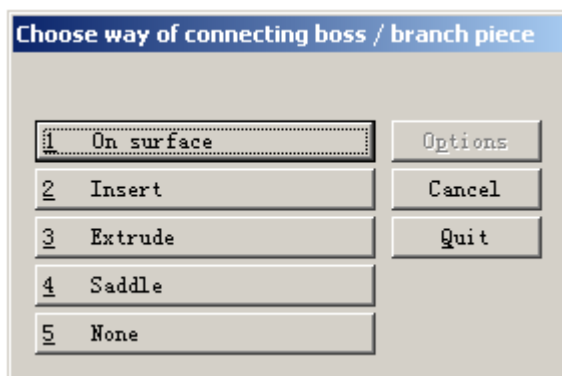 Choose way of connecting boss / branch piece
1 On surface
Options
2 Insert
Cancel
3 Extrude
Quit
4 Saddle
5 None